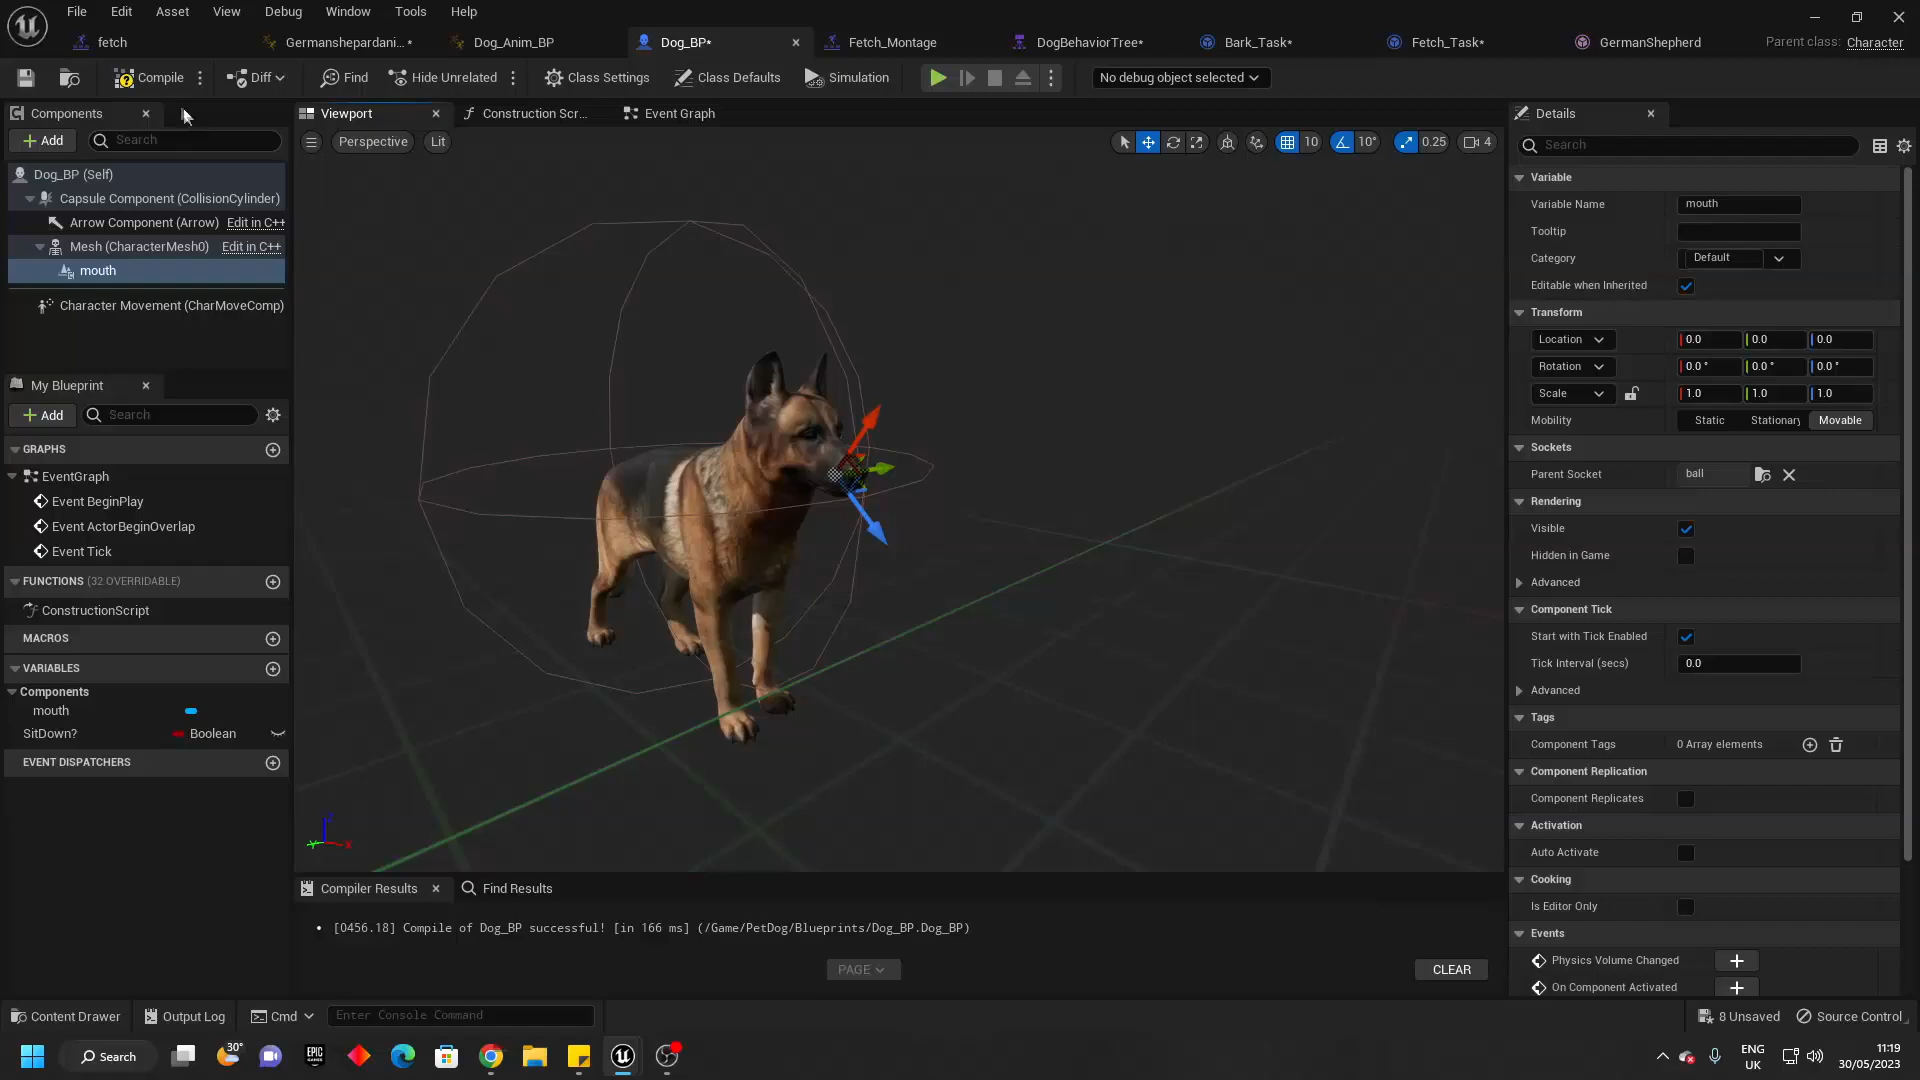 File Edit Asset View Debug Window Tools Help
fetch Germanshepardani...* Dog_Anim_BP Dog_BP* Fetch_Montage DogBehaviorTree* Bark_Task* Fetch_Task* GermanShepherd Parent class: Character
Compile Diff Find Hide Unrelated Class Settings Class Defaults Simulation No debug object selected
Components
Add Search
Dog_BP (Self)
Capsule Component (CollisionCylinder)
Arrow Component (Arrow) Edit in C++
Mesh (CharacterMesh0) Edit in C++
mouth
Character Movement (CharMoveComp)
My Blueprint
Add Search
GRAPHS
EventGraph
Event BeginPlay
Event ActorBeginOverlap
Event Tick
FUNCTIONS (32 OVERRIDABLE)
ConstructionScript
MACROS
VARIABLES
Components
mouth
SitDown? Boolean
EVENT DISPATCHERS
Viewport Construction Scr... Event Graph
Perspective Lit 10 10° 0.25 4
Z
Y X
Compiler Results Find Results
• [0456.18] Compile of Dog_BP successful! [in 166 ms] (/Game/PetDog/Blueprints/Dog_BP.Dog_BP)
PAGE CLEAR
Details
Search
Variable
Variable Name mouth
Tooltip
Category Default
Editable when Inherited
Transform
Location 0.0 0.0 0.0
Rotation 0.0 ° 0.0 ° 0.0 °
Scale 1.0 1.0 1.0
Mobility Static Stationary Movable
Sockets
Parent Socket ball
Rendering
Visible
Hidden in Game
Advanced
Component Tick
Start with Tick Enabled
Tick Interval (secs) 0.0
Advanced
Tags
Component Tags 0 Array elements
Component Replication
Component Replicates
Activation
Auto Activate
Cooking
Is Editor Only
Events
Physics Volume Changed
On Component Activated
Content Drawer Output Log Cmd Enter Console Command 8 Unsaved Source Control
Search 30° EPIC GAMES ENG UK 11:19 30/05/2023